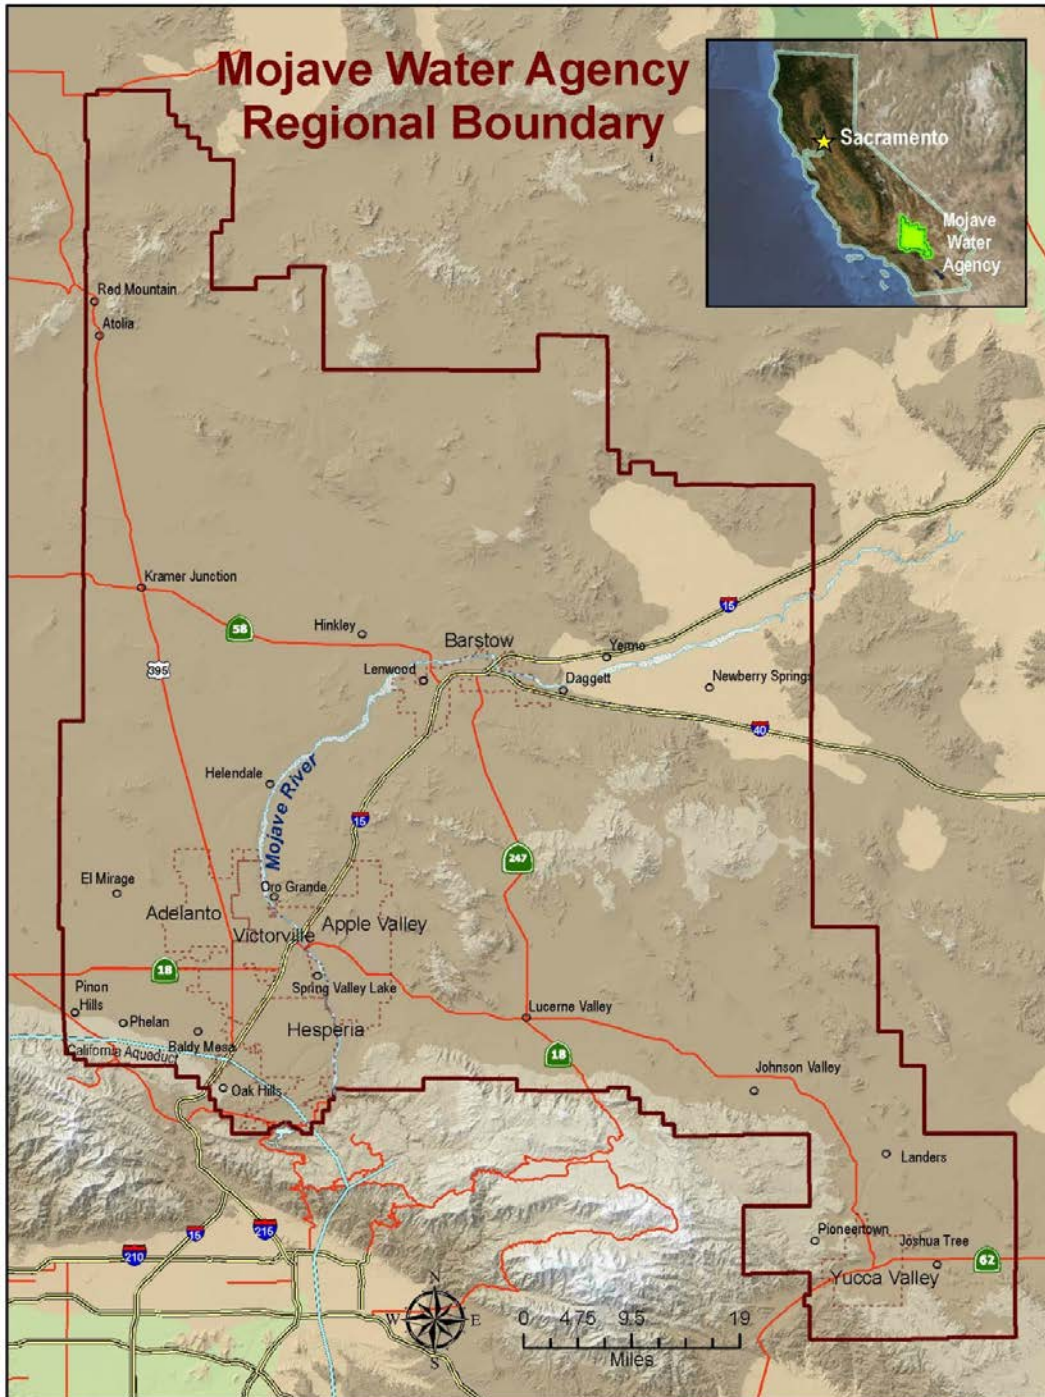 Mojave Water Agency
Regional Boundary
Sacramento
Mojave
Water
Agency
Red Mountain
Atolia
Kramer Junction
58
Hinkley
Barstow
15
Yermo
395
Lenwood
Daggett
Newberry Springs
40
Helendale
Mojave River
15
247
El Mirage
Oro Grande
Adelanto
Apple Valley
Victorville
18
Spring Valley Lake
Pinon
Hills
Phelan
Hesperia
Lucerne Valley
Baldy Mesa
California Aqueduct
18
Oak Hills
Johnson Valley
Landers
Pioneertown
Joshua Tree
62
Yucca Valley
15
215
210
N
W
E
S
0 4.75 9.5 19
Miles